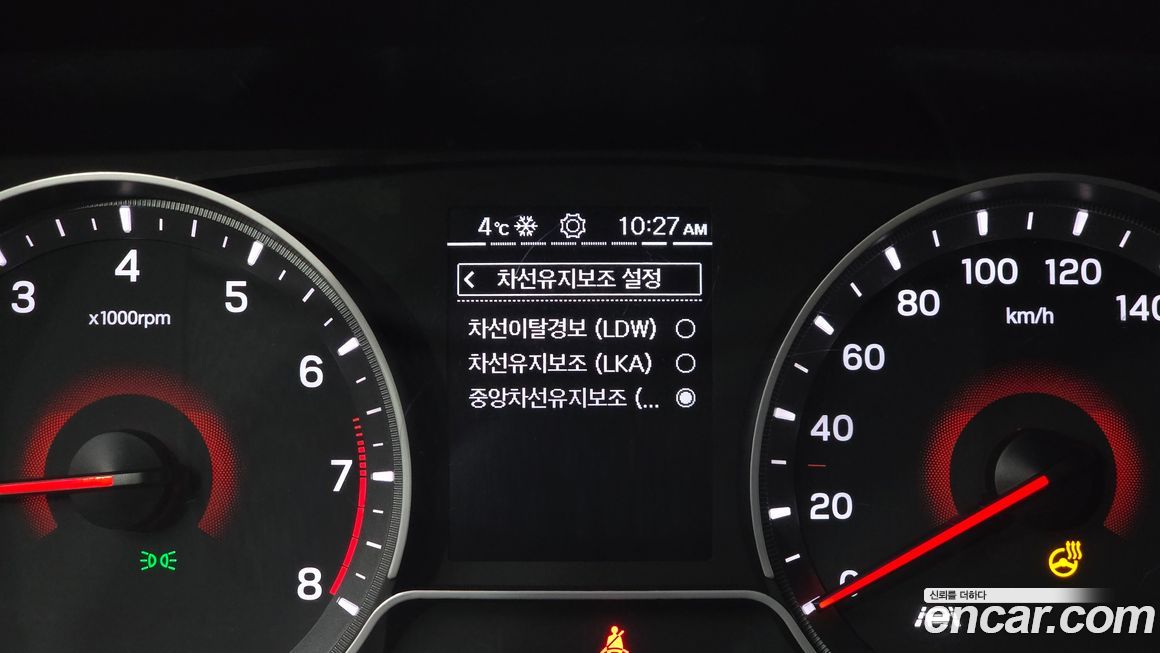 4°C 10:27 AM
차선유지보조 설정
차선이탈경보 (LDW)
차선유지보조 (LKA)
중앙차선유지보조 (...
3 4 5 6 7 8
x1000rpm
0 20 40 60 80 100 120 140
km/h
신뢰를 더하다
encar.com